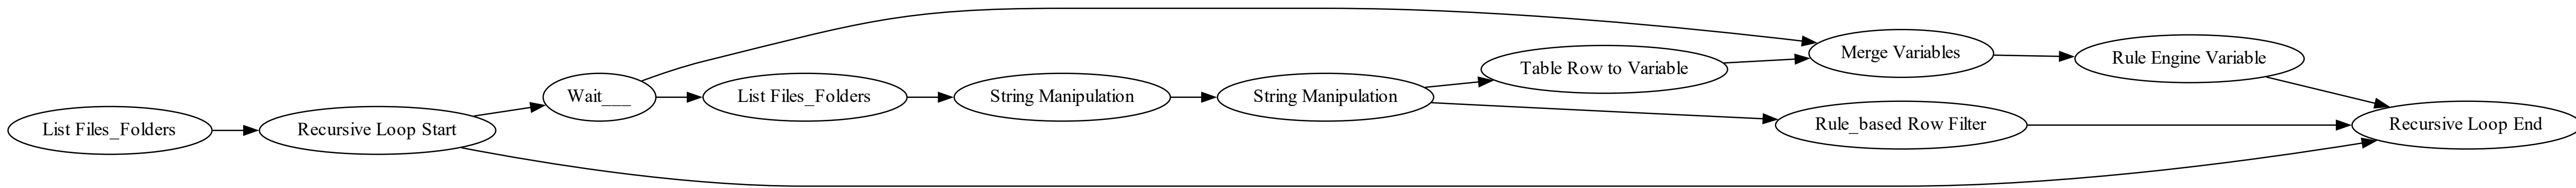 List Files_Folders
Recursive Loop Start
Wait___
List Files_Folders
String Manipulation
String Manipulation
Table Row to Variable
Merge Variables
Rule Engine Variable
Rule_based Row Filter
Recursive Loop End